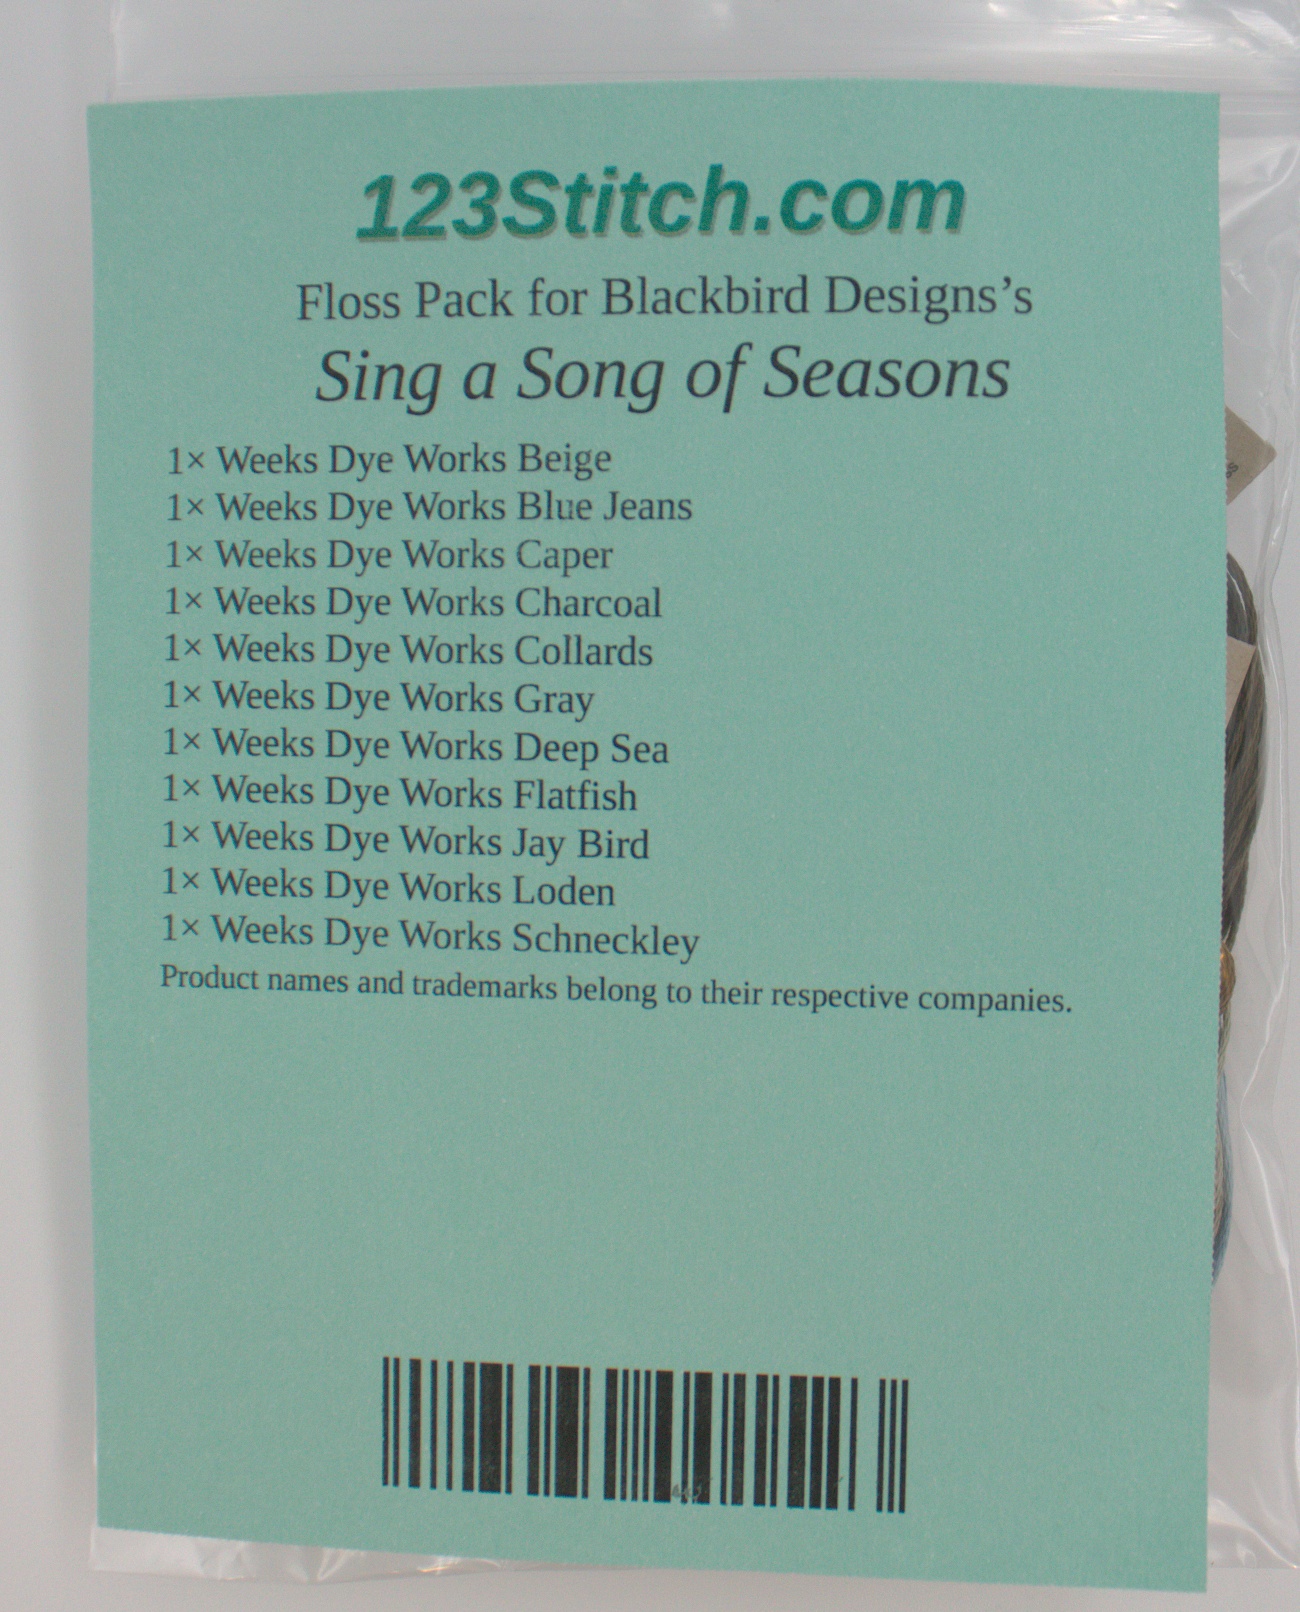 123Stitch.com
Floss Pack for Blackbird Designs’s
Sing a Song of Seasons
1× Weeks Dye Works Beige
1× Weeks Dye Works Blue Jeans
1× Weeks Dye Works Caper
1× Weeks Dye Works Charcoal
1× Weeks Dye Works Collards
1× Weeks Dye Works Gray
1× Weeks Dye Works Deep Sea
1× Weeks Dye Works Flatfish
1× Weeks Dye Works Jay Bird
1× Weeks Dye Works Loden
1× Weeks Dye Works Schneckley
Product names and trademarks belong to their respective companies.